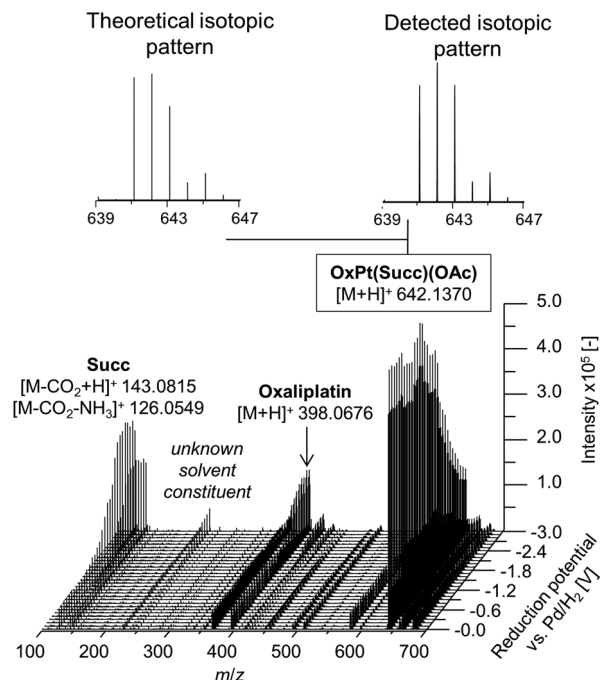 Theoretical isotopic
pattern
Detected isotopic
pattern
639 643 647
639 643 647
OxPt(Succ)(OAc)
[M+H]⁺ 642.1370
Succ
[M-CO₂+H]⁺ 143.0815
[M-CO₂-NH₃]⁺ 126.0549
Oxaliplatin
[M+H]⁺ 398.0676
unknown
solvent
constituent
5.0
4.0
3.0
2.0
1.0
Intensity x10⁵ [-]
-3.0
-2.4
-1.8
-1.2
-0.6
-0.0
Reduction potential
vs. Pd/H₂ [V]
100 200 300 400 500 600 700
m/z